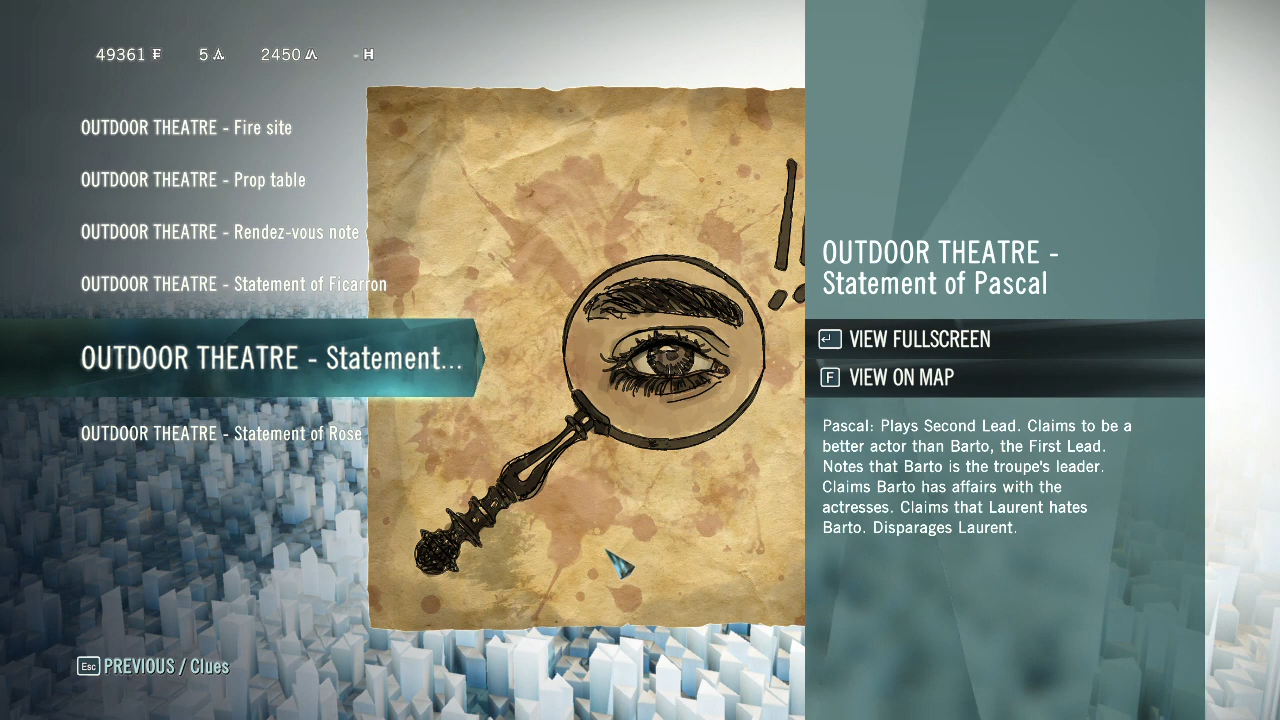 49361 5 2450 -
OUTDOOR THEATRE - Fire site
OUTDOOR THEATRE - Prop table
OUTDOOR THEATRE - Rendez-vous note
OUTDOOR THEATRE - Statement of Ficarron
OUTDOOR THEATRE - Statement...
OUTDOOR THEATRE - Statement of Rose
Esc PREVIOUS / Clues
OUTDOOR THEATRE -
Statement of Pascal
VIEW FULLSCREEN
F VIEW ON MAP
Pascal: Plays Second Lead. Claims to be a
better actor than Barto, the First Lead.
Notes that Barto is the troupe's leader.
Claims Barto has affairs with the
actresses. Claims that Laurent hates
Barto. Disparages Laurent.